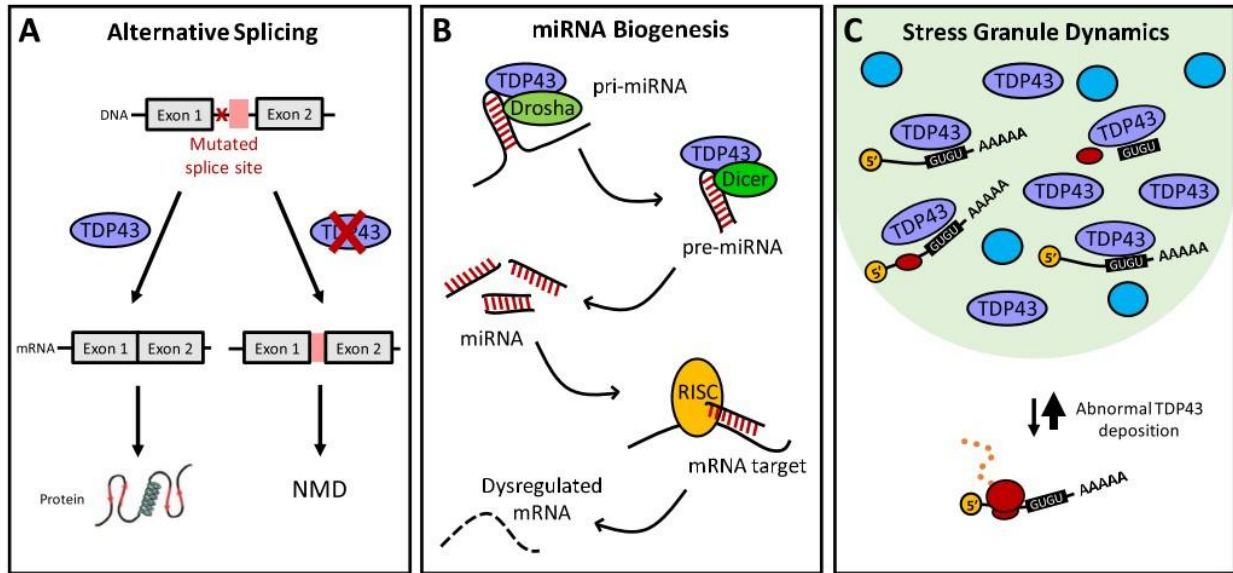 A
Alternative Splicing
DNA
Exon 1
Exon 2
Mutated
splice site
TDP43
TDP43
mRNA
Exon 1
Exon 2
Exon 1
Exon 2
Protein
NMD
B
miRNA Biogenesis
TDP43
Drosha
pri-miRNA
TDP43
Dicer
pre-miRNA
miRNA
RISC
mRNA target
Dysregulated
mRNA
C
Stress Granule Dynamics
TDP43
TDP43
5'
GUGU
AAAAA
TDP43
GUGU
TDP43
5'
GUGU
AAAAA
TDP43
TDP43
TDP43
5'
GUGU
AAAAA
TDP43
Abnormal TDP43
deposition
5'
GUGU
AAAAA